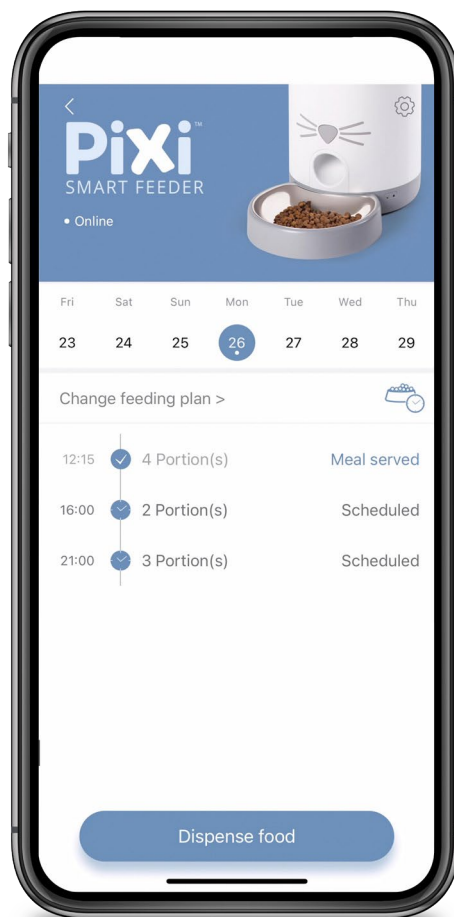 PiXi™
SMART FEEDER
• Online
Fri Sat Sun Mon Tue Wed Thu
23 24 25 26 27 28 29
Change feeding plan >
12:15 4 Portion(s) Meal served
16:00 2 Portion(s) Scheduled
21:00 3 Portion(s) Scheduled
Dispense food